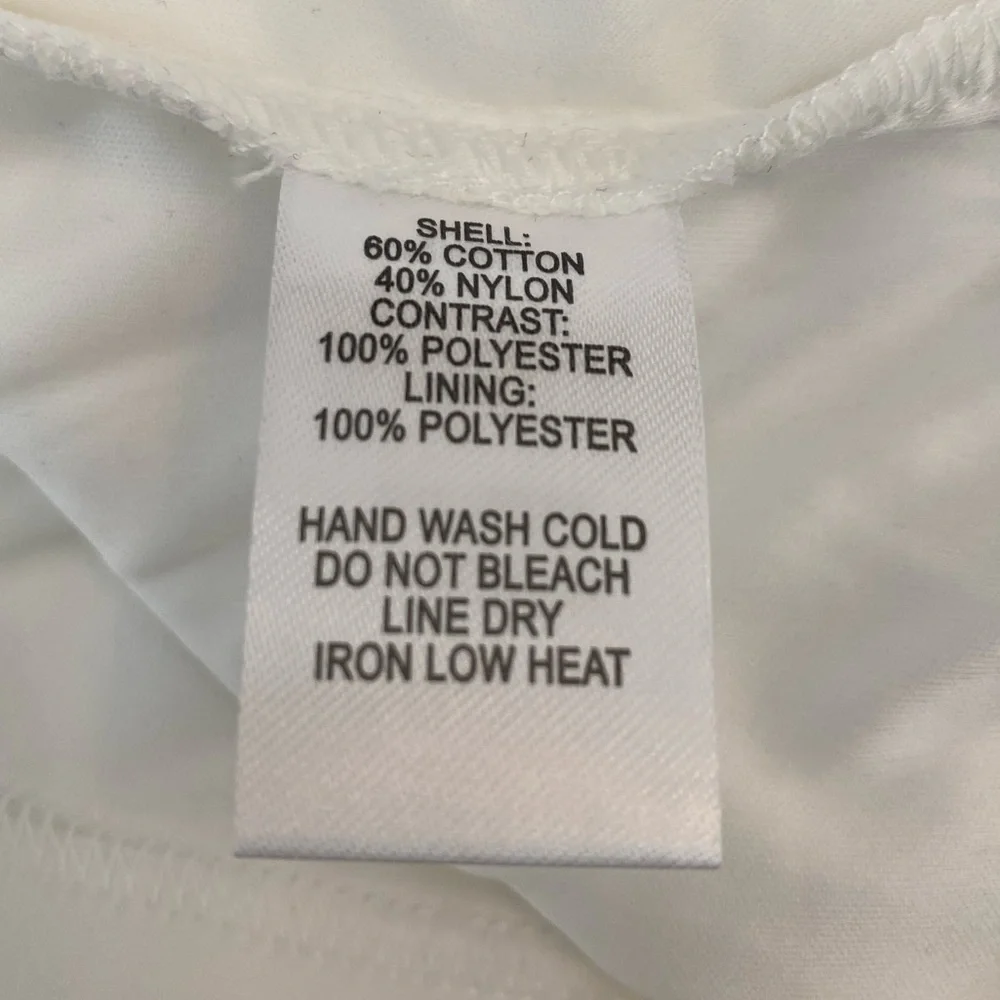 SHELL:
60% COTTON
40% NYLON
CONTRAST:
100% POLYESTER
LINING:
100% POLYESTER
HAND WASH COLD
DO NOT BLEACH
LINE DRY
IRON LOW HEAT